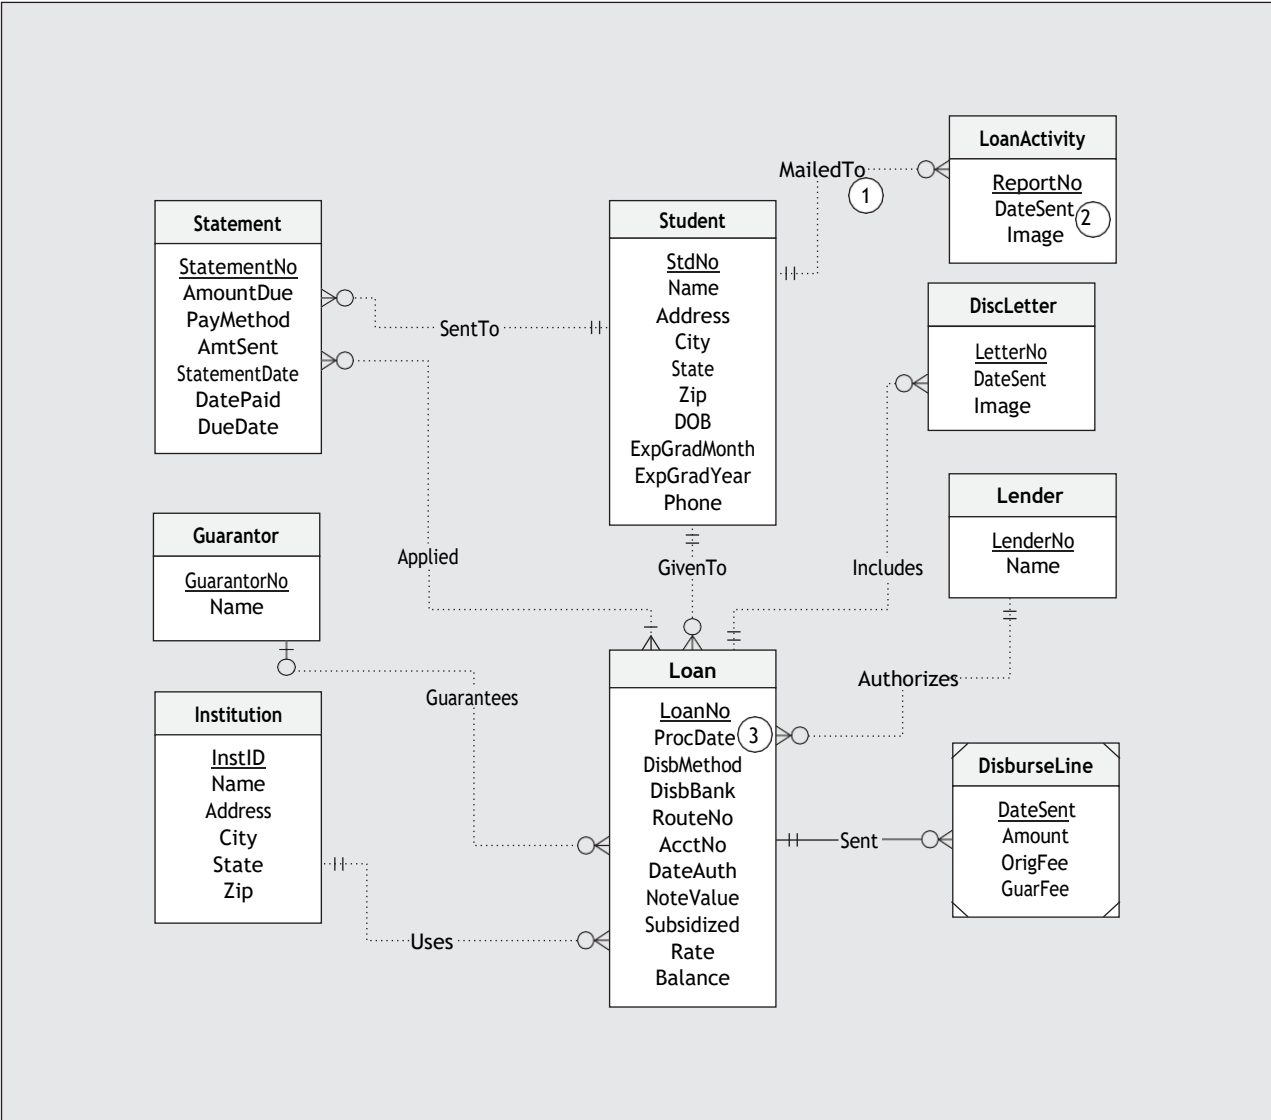 LoanActivity
ReportNo
DateSent
2
Image
MailedTo
1
Statement
StatementNo
AmountDue
PayMethod
AmtSent
StatementDate
DatePaid
DueDate
Student
StdNo
Name
Address
City
State
Zip
DOB
ExpGradMonth
ExpGradYear
Phone
SentTo
DiscLetter
LetterNo
DateSent
Image
Lender
LenderNo
Name
Guarantor
GuarantorNo
Name
Applied
GivenTo
Includes
Authorizes
Guarantees
Institution
InstID
Name
Address
City
State
Zip
Uses
Loan
LoanNo
ProcDate
3
DisbMethod
DisbBank
RouteNo
AcctNo
DateAuth
NoteValue
Subsidized
Rate
Balance
Sent
DisburseLine
DateSent
Amount
OrigFee
GuarFee